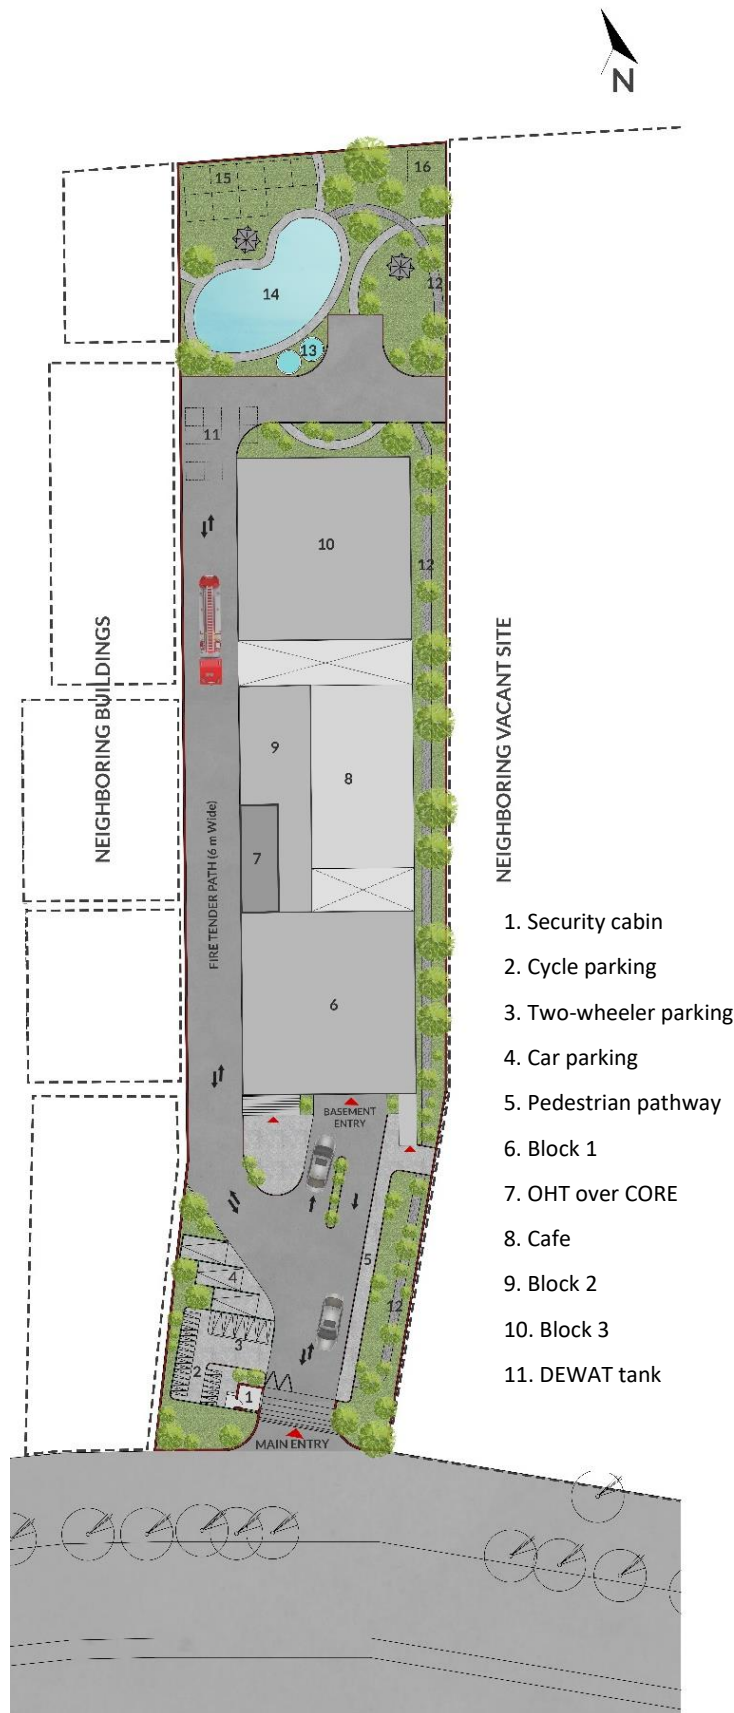 N
15
16
12
14
13
11
10
12
NEIGHBORING BUILDINGS
NEIGHBORING VACANT SITE
9
8
7
FIRE TENDER PATH (6 m Wide)
6
BASEMENT
ENTRY
5
4
12
3
2
1
MAIN ENTRY
1. Security cabin
2. Cycle parking
3. Two-wheeler parking
4. Car parking
5. Pedestrian pathway
6. Block 1
7. OHT over CORE
8. Cafe
9. Block 2
10. Block 3
11. DEWAT tank